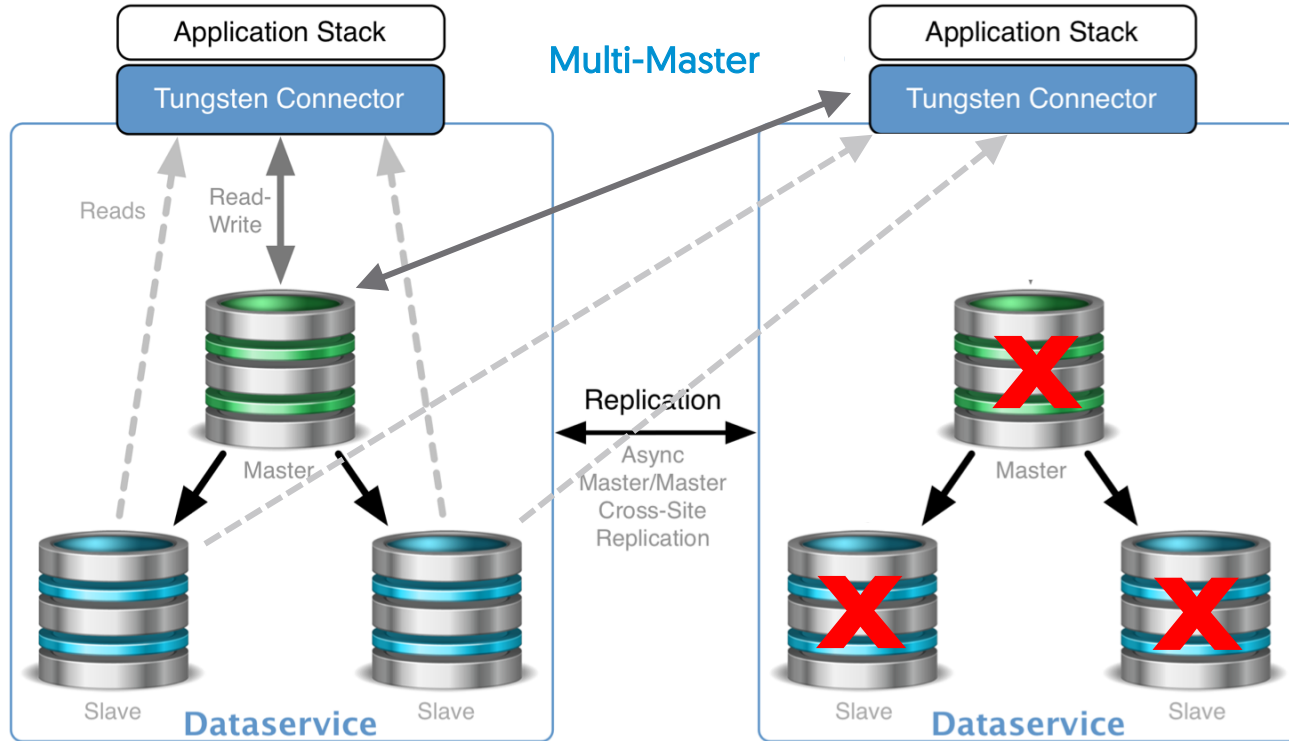 Application Stack
Tungsten Connector
Multi-Master
Application Stack
Tungsten Connector
Reads
Read-
Write
Master
Slave
Slave
Dataservice
Replication
Async
Master/Master
Cross-Site
Replication
Master
Slave
Slave
Dataservice